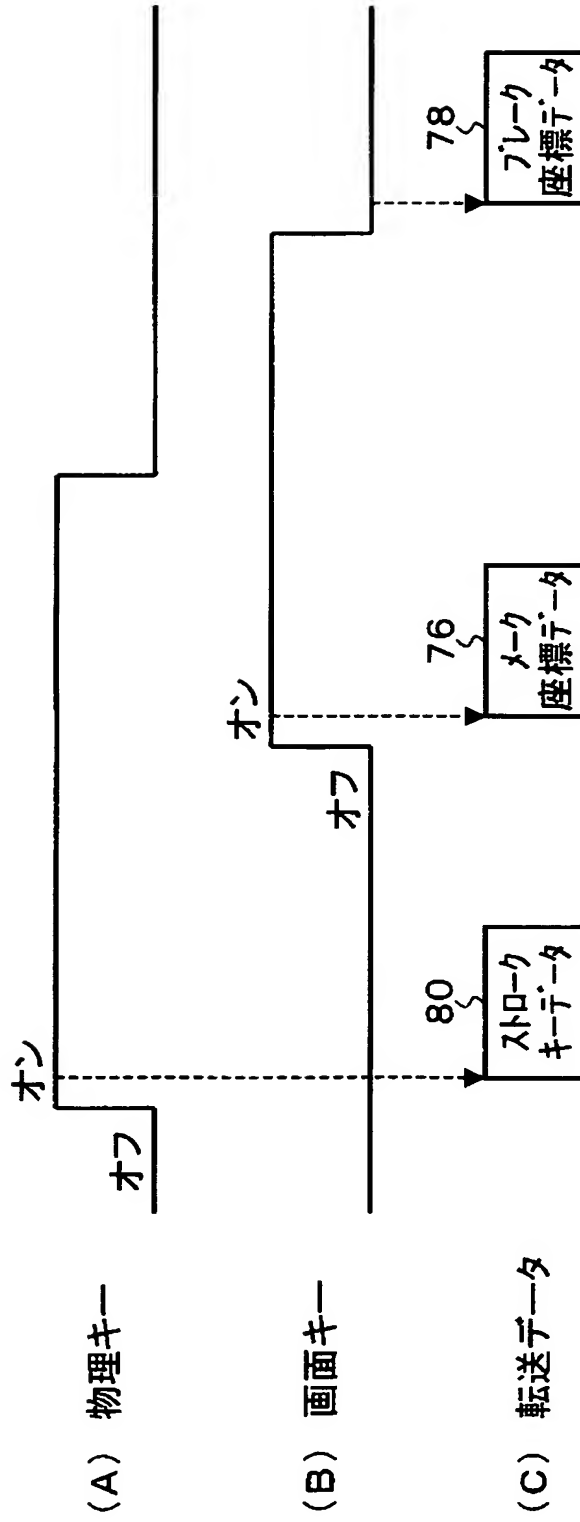 (A) 物理キー
オフ
オン
(B) 画面キー
オフ
オン
(C) 転送データ
80
ストローク
キーデータ
76
メーク
座標データ
78
ブレーク
座標データ